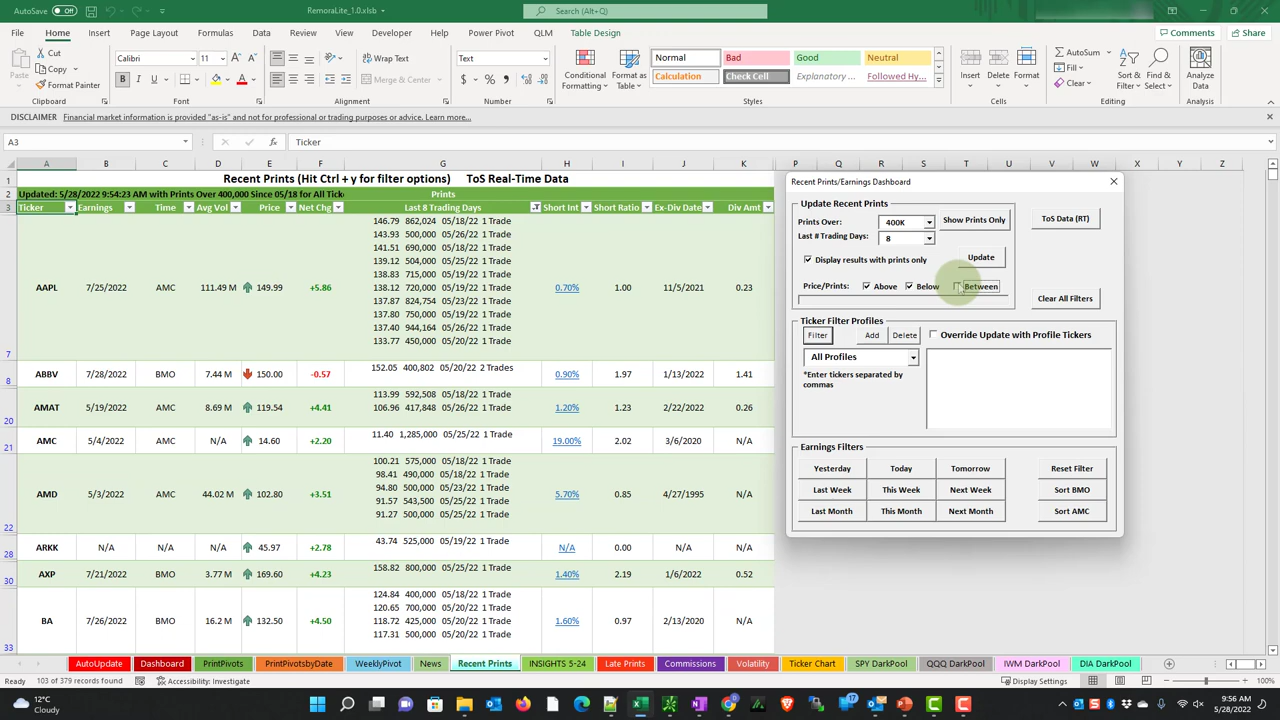 AutoSave Off RemoraLite_1.0.xlsb Search (Alt+Q)
File Home Insert Page Layout Formulas Data Review View Developer Help Power Pivot QLM Table Design Comments Share
Cut
Copy
Format Painter
Paste
Clipboard
Calibri 11
Font
Merge & Center
Alignment
Text
Number
Conditional Formatting
Format as Table
Normal Bad Good Neutral
Calculation Check Cell Explanatory ... Followed Hy...
Styles
Insert Delete Format
Cells
AutoSum
Fill
Clear
Sort & Filter
Find & Select
Editing
Analyze Data
Analysis
DISCLAIMER Financial market information is provided "as-is" and not for professional or trading purposes or advice. Learn more...
A3 Ticker
A B C D E F G H I J K P Q R S T U V W X Y Z
1 Recent Prints (Hit Ctrl + y for filter options) ToS Real-Time Data
2 Updated: 5/28/2022 9:54:23 AM with Prints Over 400,000 Since 05/18 for All Ticke Prints
3 Ticker Earnings Time Avg Vol Price Net Chg Last 8 Trading Days Short Int Short Ratio Ex-Div Date Div Amt
146.79 862,024 05/18/22 1 Trade
143.93 500,000 05/18/22 1 Trade
141.51 690,000 05/18/22 1 Trade
139.12 504,000 05/25/22 1 Trade
138.83 715,000 05/19/22 1 Trade
7 AAPL 7/25/2022 AMC 111.49 M 149.99 +5.86 138.12 720,000 05/19/22 1 Trade 0.70% 1.00 11/5/2021 0.23
137.87 824,754 05/23/22 1 Trade
137.80 750,000 05/19/22 1 Trade
137.40 944,164 05/26/22 1 Trade
133.77 450,000 05/20/22 1 Trade
8 ABBV 7/28/2022 BMO 7.44 M 150.00 -0.57 152.05 400,802 05/20/22 2 Trades 0.90% 1.97 1/13/2022 1.41
113.99 592,508 05/18/22 1 Trade
20 AMAT 5/19/2022 AMC 8.69 M 119.54 +4.41 106.96 417,848 05/26/22 1 Trade 1.20% 1.23 2/22/2022 0.26
21 AMC 5/4/2022 AMC N/A 14.60 +2.20 11.40 1,285,000 05/25/22 1 Trade 19.00% 2.02 3/6/2020 N/A
100.21 575,000 05/18/22 1 Trade
98.41 490,000 05/18/22 1 Trade
22 AMD 5/3/2022 AMC 44.02 M 102.80 +3.51 94.80 500,000 05/23/22 1 Trade 5.70% 0.85 4/27/1995 N/A
91.57 543,500 05/25/22 1 Trade
91.27 500,000 05/25/22 1 Trade
28 ARKK N/A N/A N/A 45.97 +2.78 43.74 525,000 05/19/22 1 Trade N/A 0.00 N/A N/A
30 AXP 7/21/2022 BMO 3.77 M 169.60 +4.23 158.82 800,000 05/25/22 1 Trade 1.40% 2.19 1/6/2022 0.52
124.84 400,000 05/18/22 1 Trade
120.65 700,000 05/20/22 1 Trade
33 BA 7/26/2022 BMO 16.2 M 132.50 +4.50 118.72 425,000 05/20/22 1 Trade 1.60% 0.97 2/13/2020 N/A
117.31 500,000 05/20/22 1 Trade
Recent Prints/Earnings Dashboard
Update Recent Prints
Prints Over: 400K Show Prints Only ToS Data (RT)
Last # Trading Days: 8
Display results with prints only Update
Price/Prints: Above Below Between
Clear All Filters
Ticker Filter Profiles
Filter Add Delete Override Update with Profile Tickers
All Profiles
*Enter tickers separated by
commas
Earnings Filters
Yesterday Today Tomorrow Reset Filter
Last Week This Week Next Week Sort BMO
Last Month This Month Next Month Sort AMC
AutoUpdate Dashboard PrintPivots PrintPivotsbyDate WeeklyPivot News Recent Prints INSIGHTS 5-24 Late Prints Commissions Volatility Ticker Chart SPY DarkPool QQQ DarkPool IWM DarkPool DIA DarkPool
Ready 103 of 379 records found Accessibility: Investigate Display Settings 100%
12°C
Cloudy
17
9:56 AM
5/28/2022